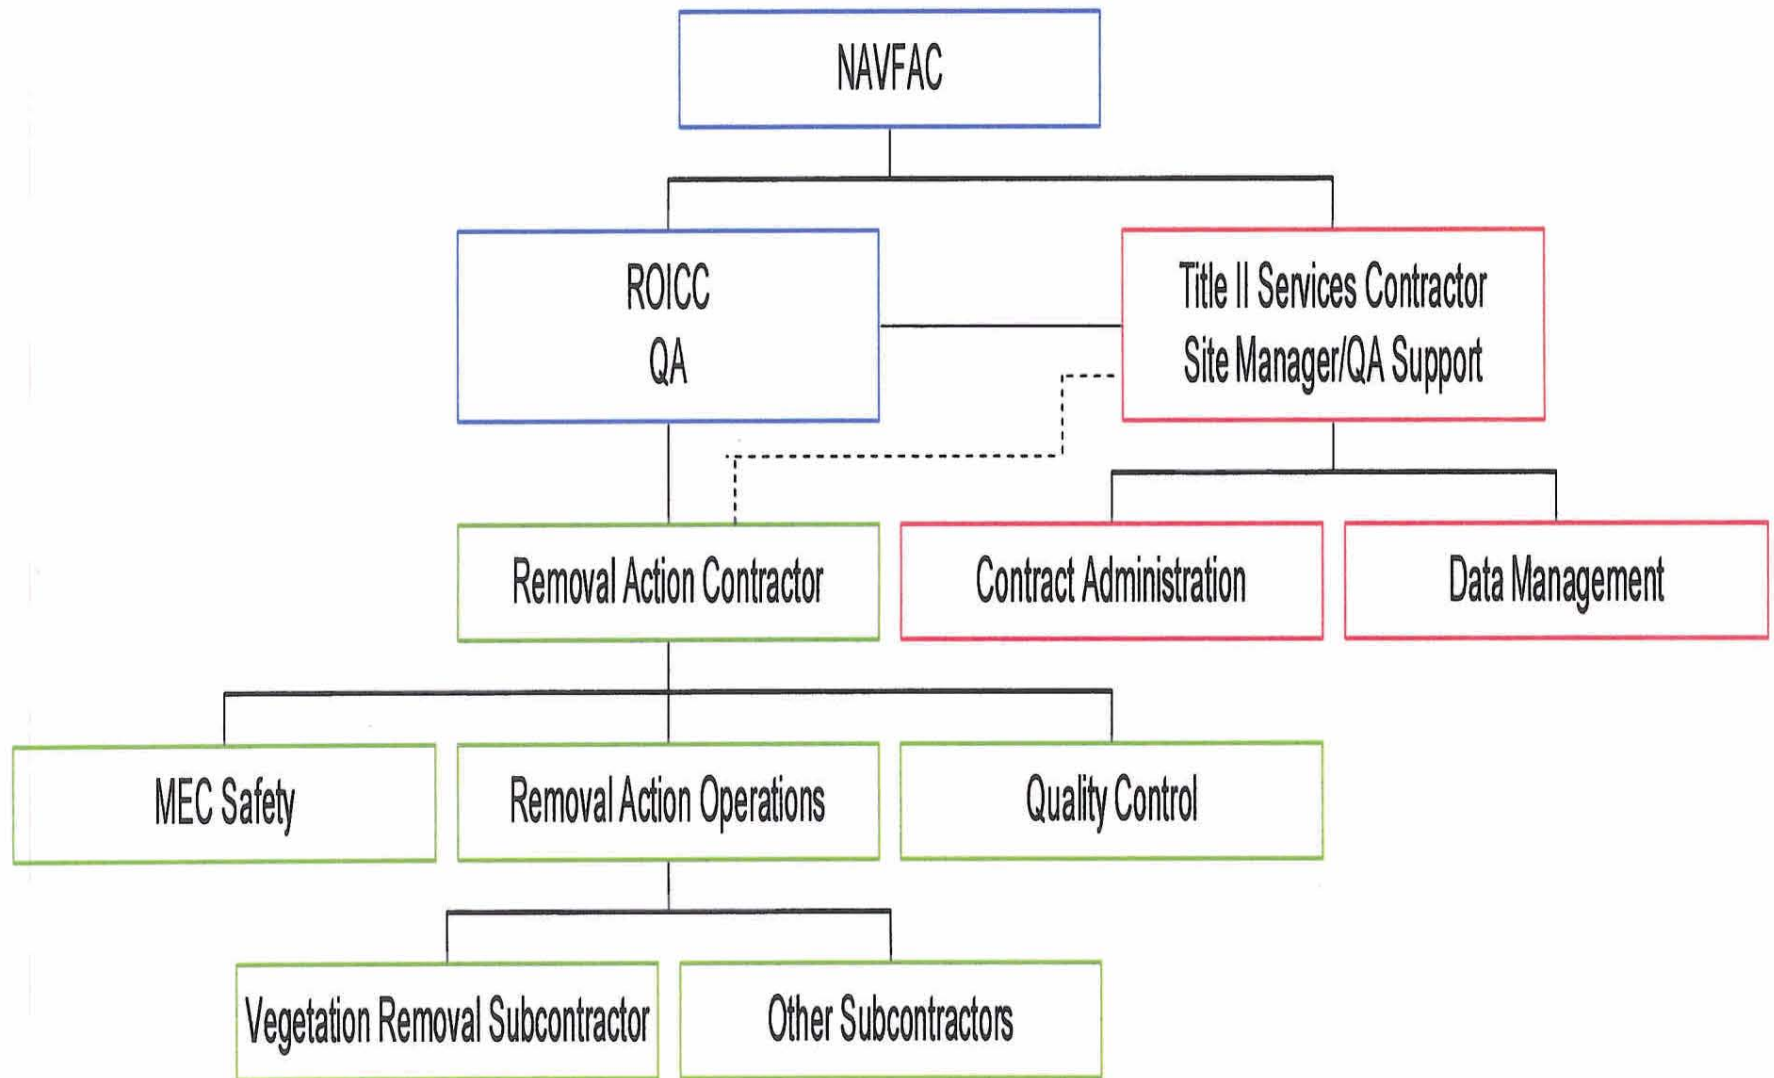 NAVFAC
ROICC
QA
Title II Services Contractor
Site Manager/QA Support
Removal Action Contractor
Contract Administration
Data Management
MEC Safety
Removal Action Operations
Quality Control
Vegetation Removal Subcontractor
Other Subcontractors